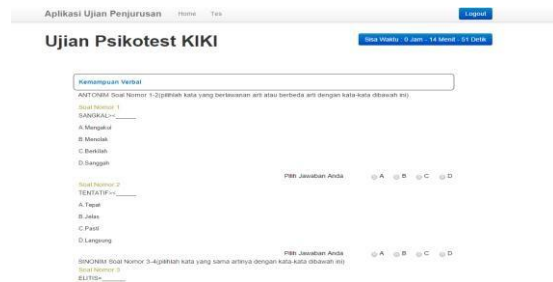 Aplikasi Ujian Penjurusan Home Tes Logout
Ujian Psikotest KIKI
Sisa Waktu : 0 Jam - 14 Menit - 51 Detik
Kemampuan Verbal
ANTONIM Soal Nomor 1-2(pilihlah kata yang berlawanan arti atau berbeda arti dengan kata-kata dibawah ini)
Soal Nomor 1
SANGKAL><______
A.Mengakui
B.Menolak
C.Berkilah
D.Sanggah
Pilih Jawaban Anda A B C D
Soal Nomor 2
TENTATIF><______
A.Tepat
B.Jelas
C.Pasti
D.Langsung
Pilih Jawaban Anda A B C D
SINONIM Soal Nomor 3-4(pilihlah kata yang sama artinya dengan kata-kata dibawah ini)
Soal Nomor 3
ELITIS=______